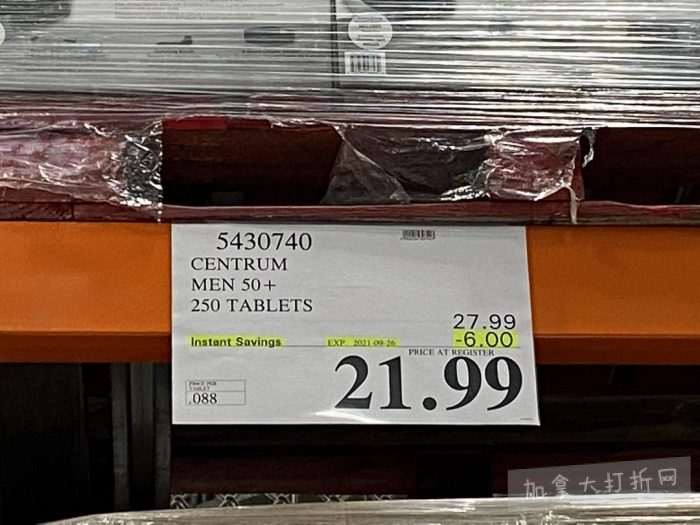 5430740
CENTRUM
MEN 50+
250 TABLETS
27.99
Instant Savings EXP. 2021-09-26 -6.00
PRICE AT REGISTER
21.99
PRICE PER
TABLET
.088
加拿大打折网